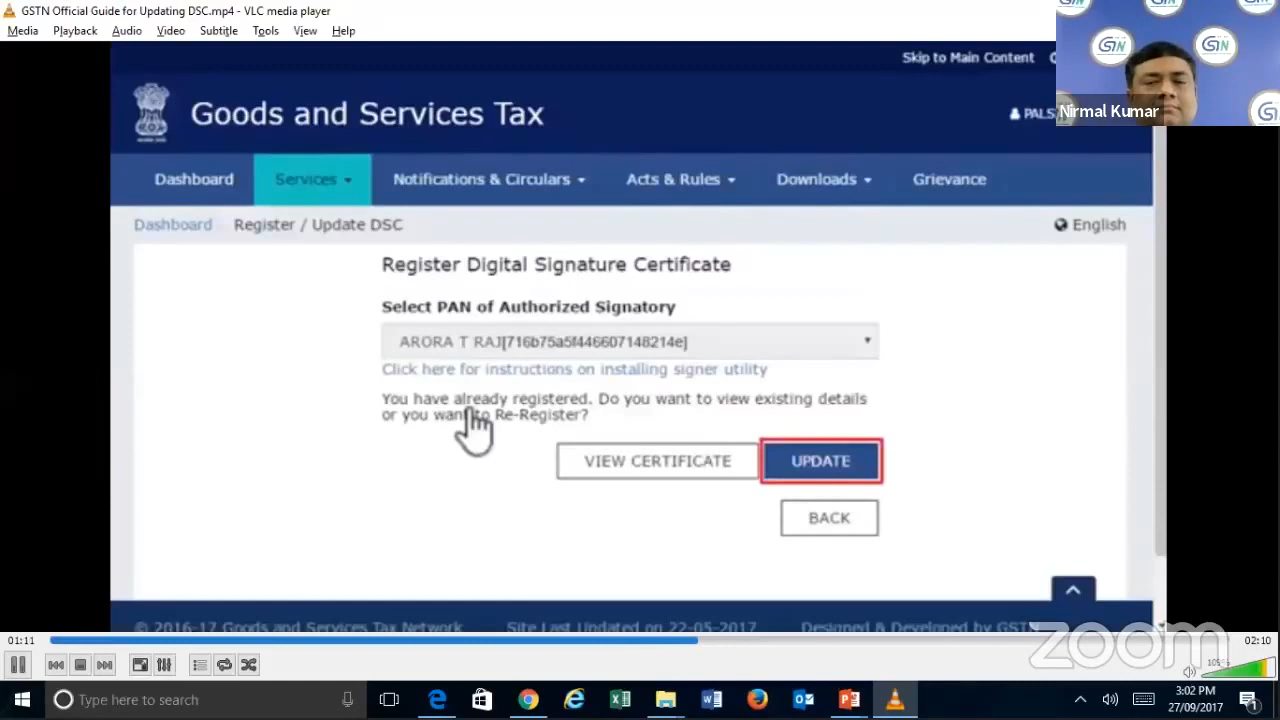 GSTN Official Guide for Updating DSC.mp4 - VLC media player
Media Playback Audio Video Subtitle Tools View Help
Skip to Main Content
Goods and Services Tax
PALS
GSTN
GSTN
Nirmal Kumar
Dashboard Services Notifications & Circulars Acts & Rules Downloads Grievance
Dashboard Register / Update DSC English
Register Digital Signature Certificate
Select PAN of Authorized Signatory
ARORA T RAJ[716b75a5f446607148214e]
Click here for instructions on installing signer utility
You have already registered. Do you want to view existing details
or you want to Re-Register?
VIEW CERTIFICATE UPDATE
BACK
© 2016-17 Goods and Services Tax Network Site Last Updated on 22-05-2017 Designed & Developed by GSTN
zoom
01:11 02:10
105%
Type here to search
3:02 PM
27/09/2017
1